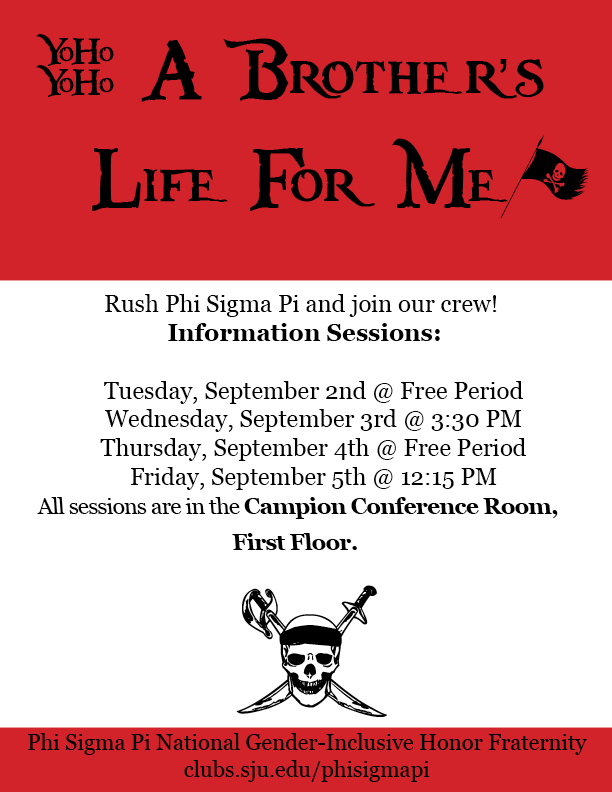 YoHo
YoHo
A Brother's
Life For Me
Rush Phi Sigma Pi and join our crew!
Information Sessions:
Tuesday, September 2nd @ Free Period
Wednesday, September 3rd @ 3:30 PM
Thursday, September 4th @ Free Period
Friday, September 5th @ 12:15 PM
All sessions are in the Campion Conference Room,
First Floor.
Phi Sigma Pi National Gender-Inclusive Honor Fraternity
clubs.sju.edu/phisigmapi